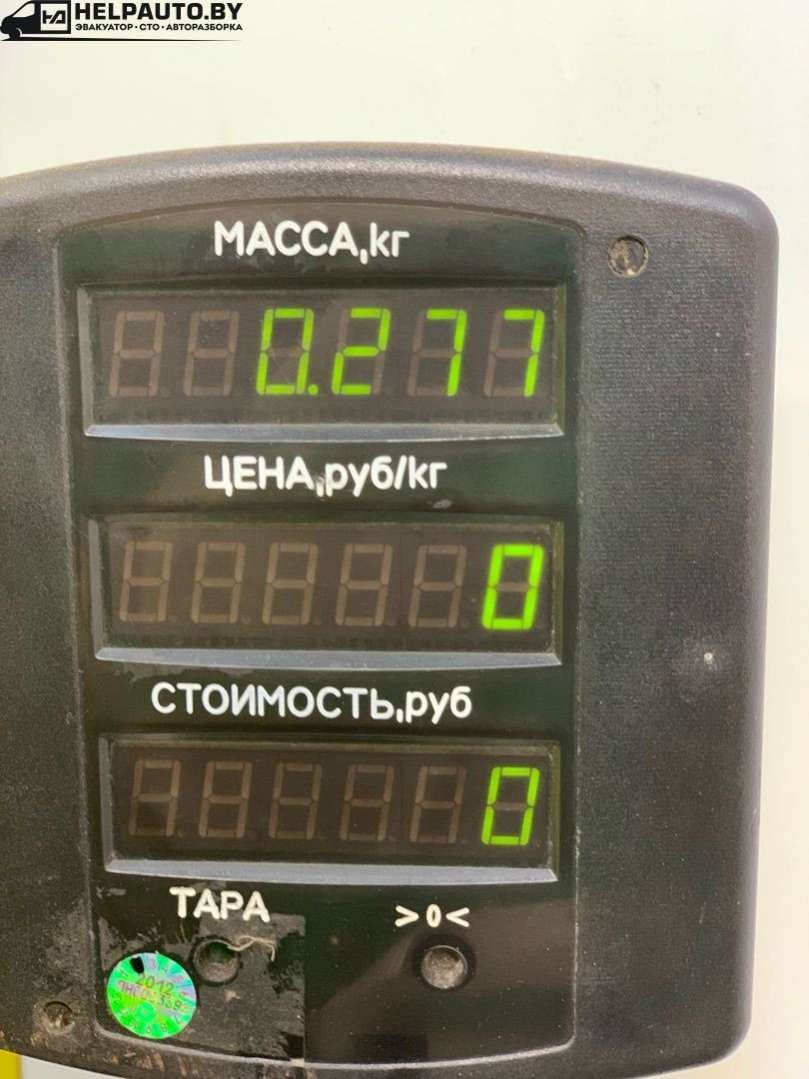 HELPAUTO.BY
ЭВАКУАТОР • СТО • АВТОРАЗБОРКА
МАССА,кг
0.277
ЦЕНА,руб/кг
0
СТОИМОСТЬ,руб
0
ТАРА
>0<
2012